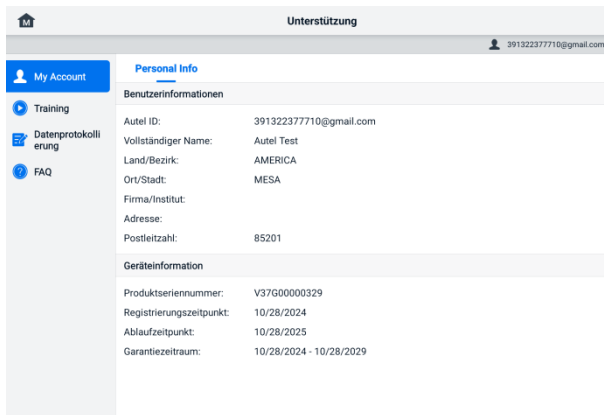 M
Unterstützung
391322377710@gmail.com
My Account
Training
Datenprotokolli
erung
? FAQ
Personal Info
Benutzerinformationen
Autel ID: 391322377710@gmail.com
Vollständiger Name: Autel Test
Land/Bezirk: AMERICA
Ort/Stadt: MESA
Firma/Institut:
Adresse:
Postleitzahl: 85201
Geräteinformation
Produktseriennummer: V37G00000329
Registrierungszeitpunkt: 10/28/2024
Ablaufzeitpunkt: 10/28/2025
Garantiezeitraum: 10/28/2024 - 10/28/2029